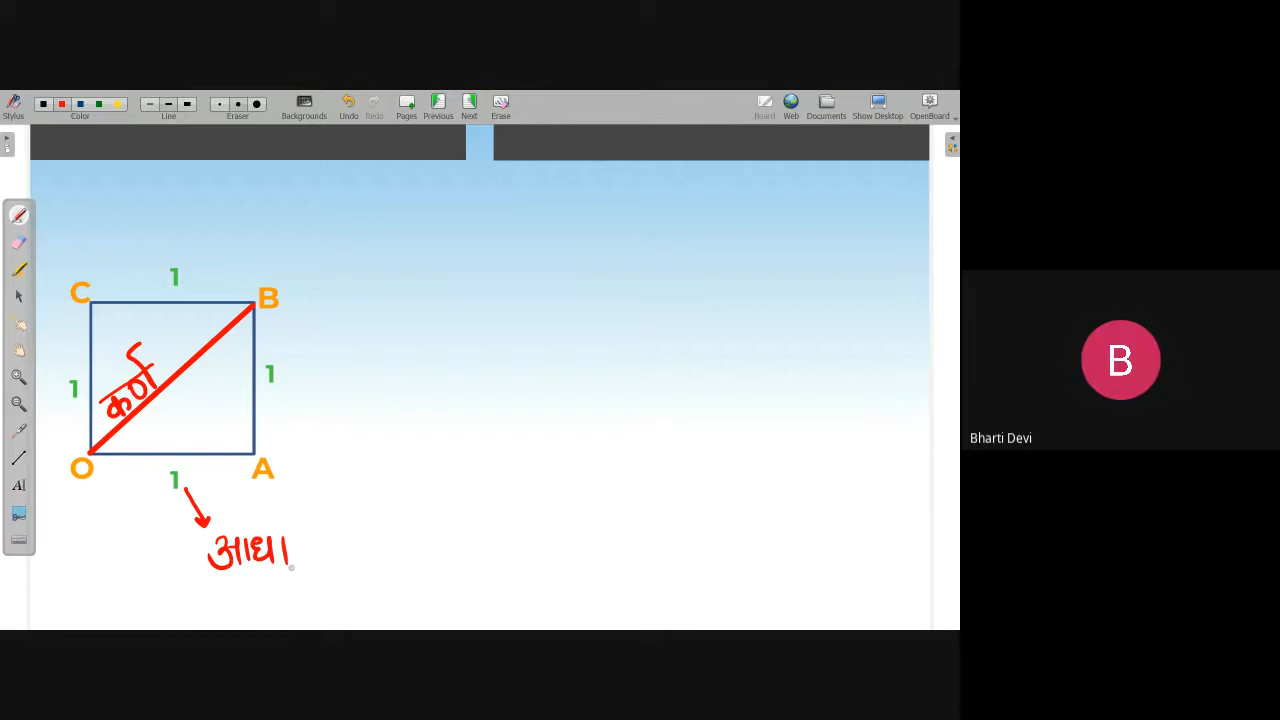 Stylus
Color
Line
Eraser
Backgrounds
Undo
Redo
Pages
Previous
Next
Erase
Board
Web
Documents
Show Desktop
OpenBoard
C
1
B
कर्ण
1
1
O
1
A
आधा
B
Bharti Devi